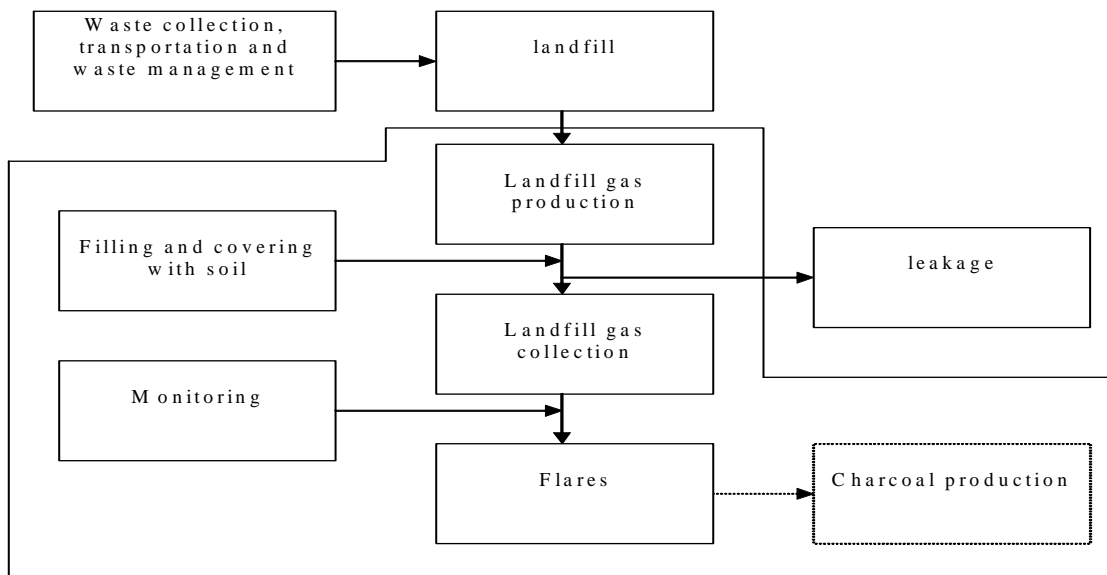 Waste collection,
transportation and
waste management
landfill
Landfill gas
production
Filling and covering
with soil
leakage
Landfill gas
collection
Monitoring
Flares
Charcoal production